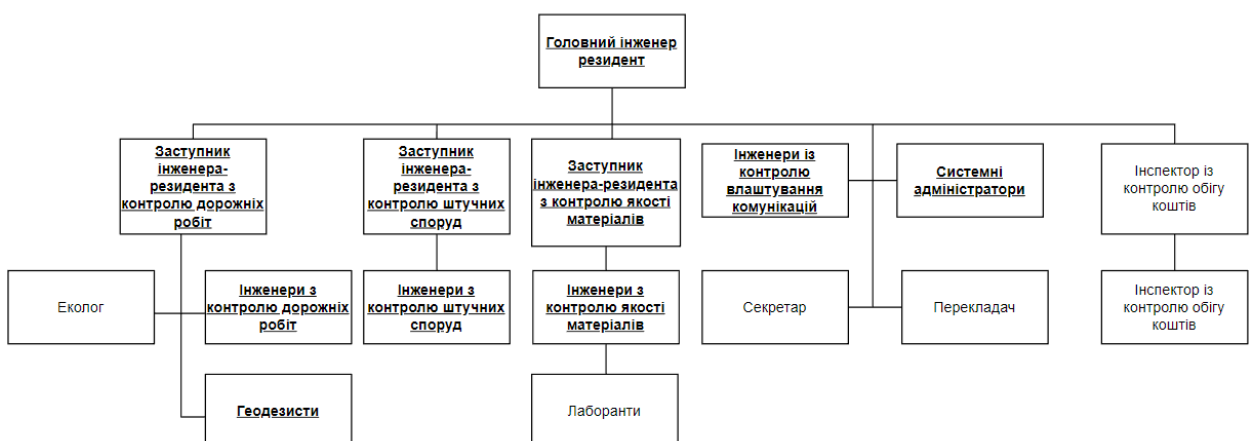 Головний інженер
резидент
Заступник
інженера-
резидента з
контролю дорожніх
робіт
Заступник
інженера-
резидента з
контролю штучних
споруд
Заступник
інженера-резидента
з контролю якості
матеріалів
Інженери із
контролю
влаштування
комунікацій
Системні
адміністратори
Інспектор із
контролю обігу
коштів
Еколог
Інженери з
контролю дорожніх
робіт
Інженери з
контролю штучних
споруд
Інженери з
контролю якості
матеріалів
Секретар
Перекладач
Інспектор із
контролю обігу
коштів
Геодезисти
Лаборанти